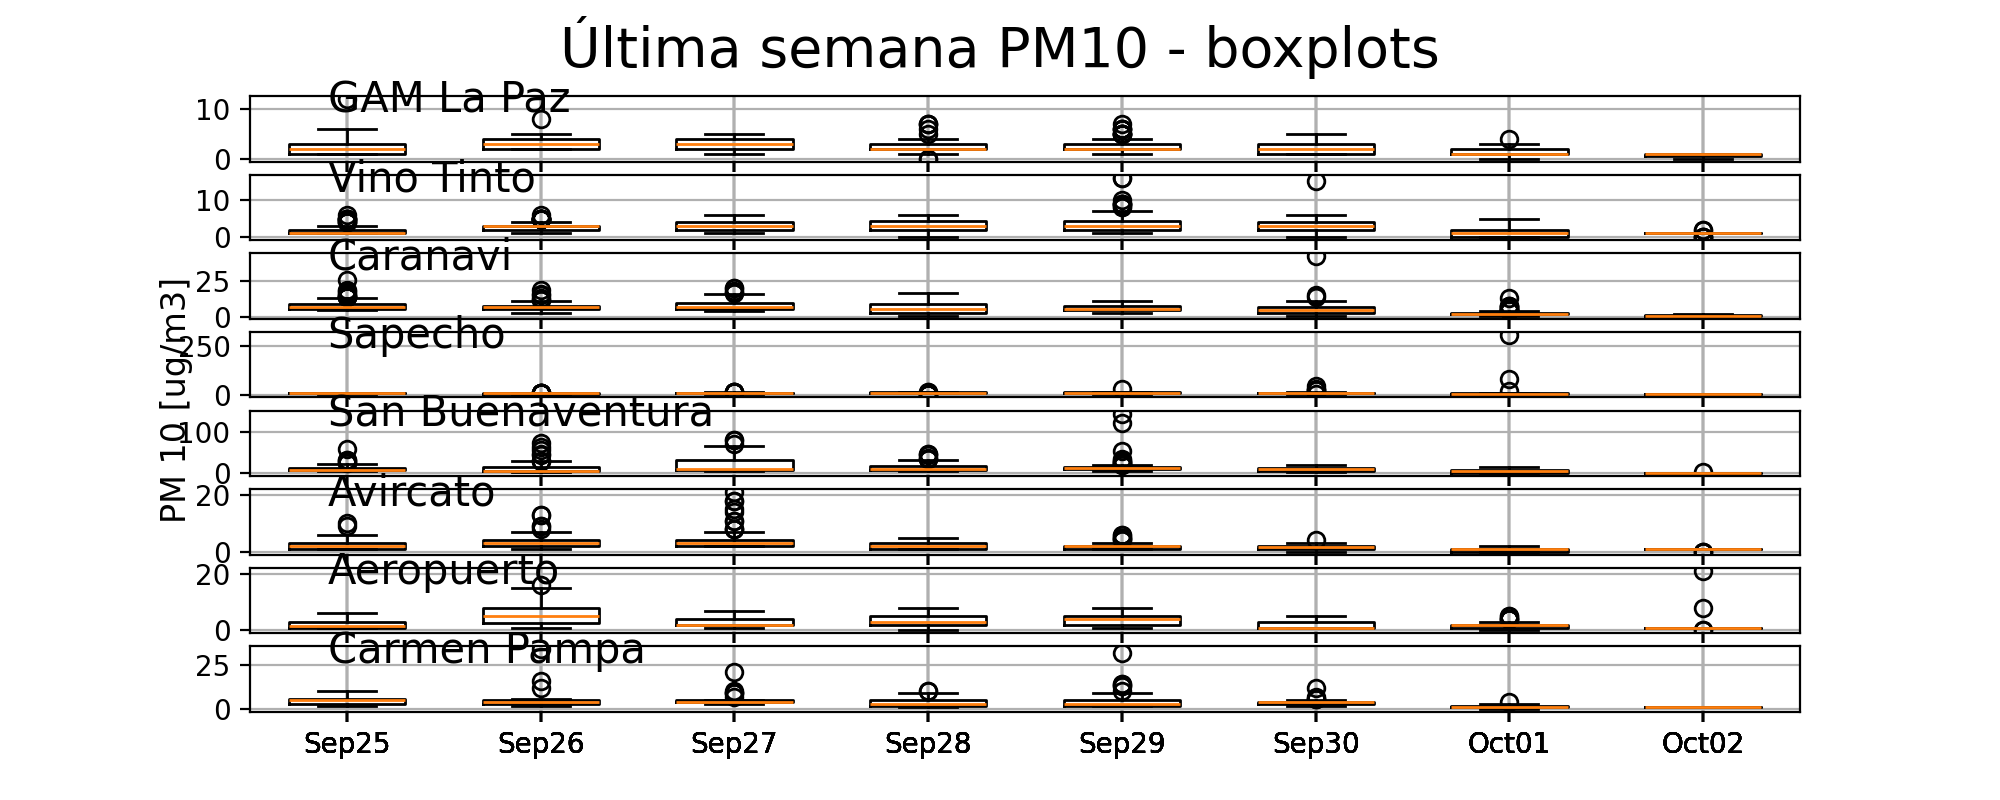 Última semana PM10 - boxplots
GAM La Paz
10
0
Vino Tinto
10
0
Caranavi
25
0
Sapecho
250
0
San Buenaventura
100
0
Avircato
20
0
Aeropuerto
20
0
Carmen Pampa
25
0
PM 10 [ug/m3]
Sep25 Sep26 Sep27 Sep28 Sep29 Sep30 Oct01 Oct02